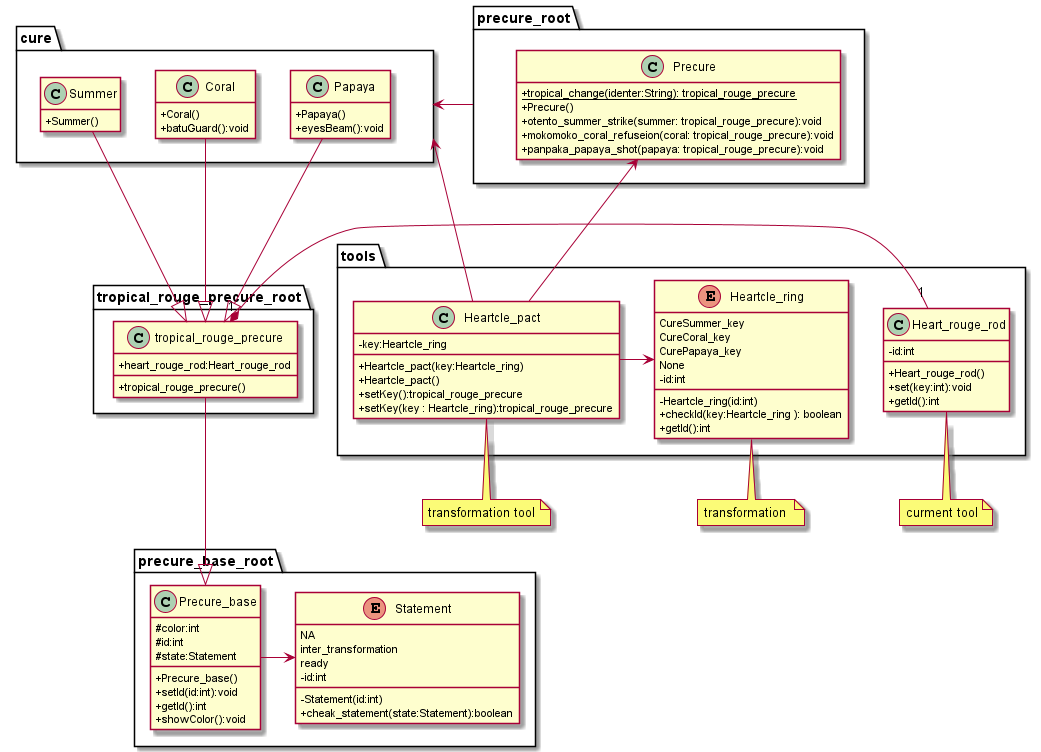 precure_root
C Precure
+tropical_change(identer:String): tropical_rouge_precure
+Precure()
+otento_summer_strike(summer: tropical_rouge_precure):void
+mokomoko_coral_refuseion(coral: tropical_rouge_precure):void
+panpaka_papaya_shot(papaya: tropical_rouge_precure):void
cure
C Summer
+Summer()
C Coral
+Coral()
+batuGuard():void
C Papaya
+Papaya()
+eyesBeam():void
tropical_rouge_precure_root
1
C tropical_rouge_precure
+heart_rouge_rod:Heart_rouge_rod
+tropical_rouge_precure()
tools
C Heartcle_pact
-key:Heartcle_ring
+Heartcle_pact(key:Heartcle_ring)
+Heartcle_pact()
+setKey():tropical_rouge_precure
+setKey(key : Heartcle_ring):tropical_rouge_precure
E Heartcle_ring
CureSummer_key
CureCoral_key
CurePapaya_key
None
-id:int
-Heartcle_ring(id:int)
+checkId(key:Heartcle_ring ): boolean
+getId():int
1
C Heart_rouge_rod
-id:int
+Heart_rouge_rod()
+set(key:int):void
+getId():int
transformation tool
transformation
curment tool
precure_base_root
C Precure_base
#color:int
#id:int
#state:Statement
+Precure_base()
+setId(id:int):void
+getId():int
+showColor():void
E Statement
NA
inter_transformation
ready
-id:int
-Statement(id:int)
+cheak_statement(state:Statement):boolean